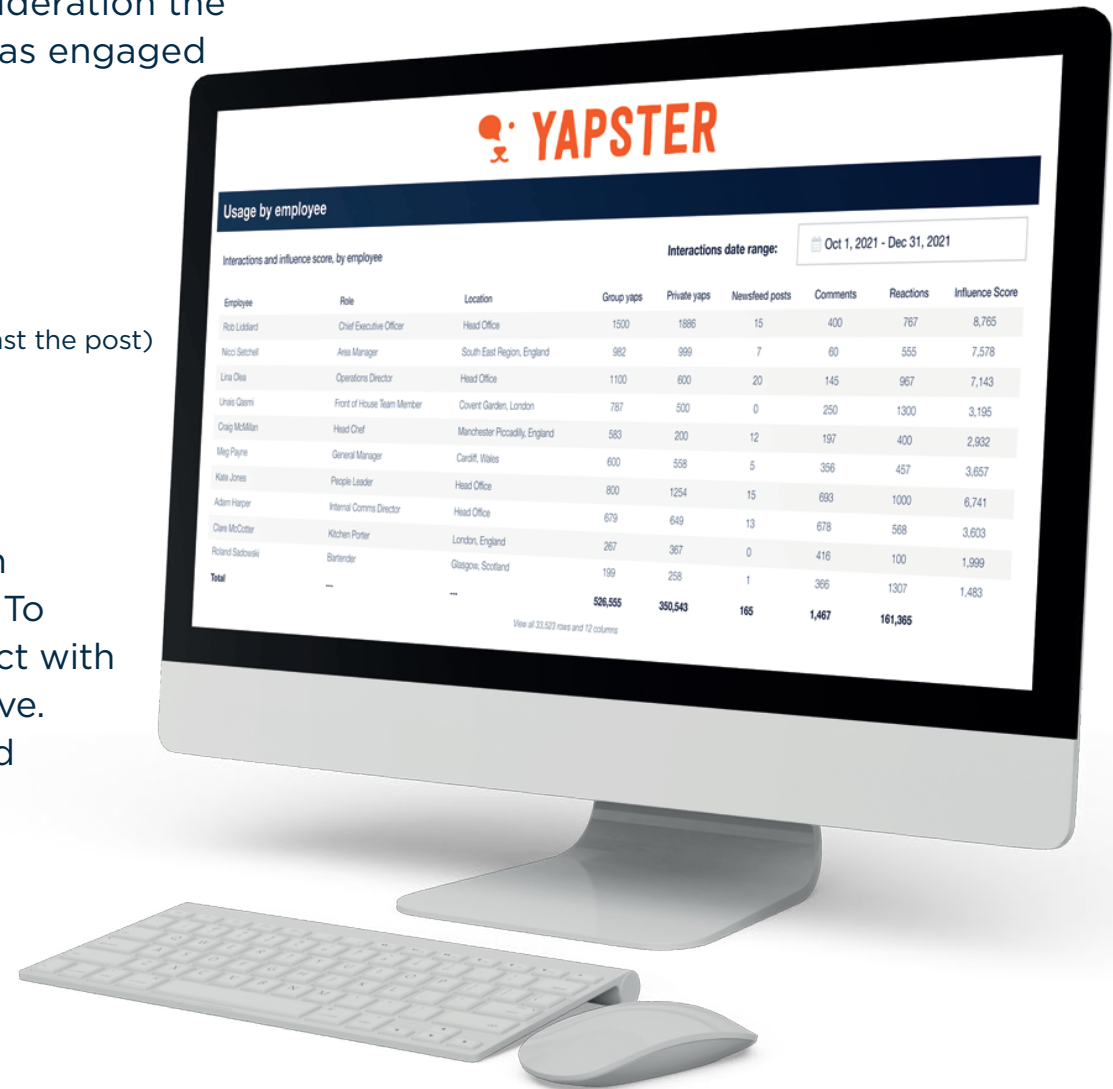 ideration the
as engaged
YAPSTER
Usage by employee
Interactions and influence score, by employee Interactions date range: Oct 1, 2021 - Dec 31, 2021
Employee Role Location Group yaps Private yaps Newsfeed posts Comments Reactions Influence Score
Rob Liddiard Chief Executive Officer Head Office 1500 1886 15 400 767 8,765
Nicci Setchell Area Manager South East Region, England 982 999 7 60 555 7,578
Lina Olea Operations Director Head Office 1100 600 20 145 967 7,143
Unais Qasmi Front of House Team Member Covent Garden, London 787 500 0 250 1300 3,195
Craig McMillan Head Chef Manchester Piccadilly, England 583 200 12 197 400 2,932
Meg Payne General Manager Cardiff, Wales 600 558 5 356 457 3,657
Kate Jones People Leader Head Office 800 1254 15 693 1000 6,741
Adam Harper Internal Comms Director Head Office 679 649 13 678 568 3,603
Clare McCotter Kitchen Porter London, England 267 367 0 416 100 1,999
Roland Sadowski Bartender Glasgow, Scotland 199 258 1 366 1307 1,483
Total --- --- 526,555 350,543 165 1,467 161,365
View all 33,523 rows and 12 columns
ast the post)
To
ct with
ve.